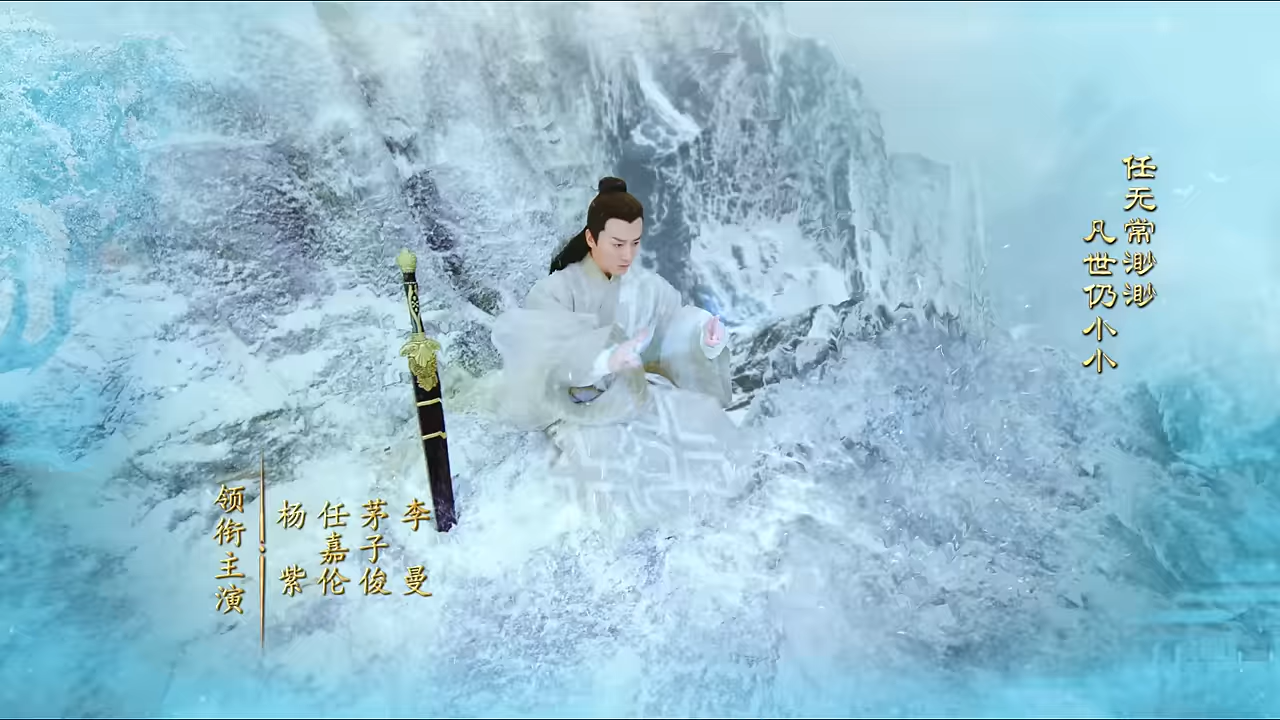 任无常渺渺
凡世仍小小
领衔主演
杨紫
任嘉伦
茅子俊
李曼